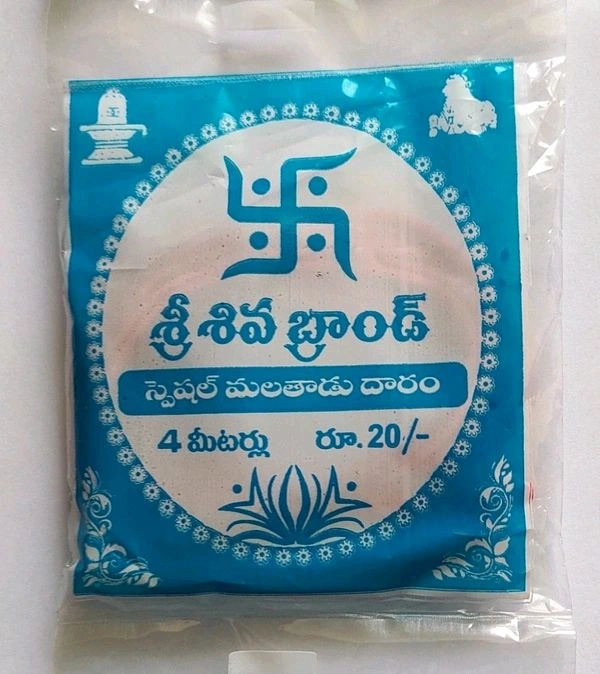 శ్రీ శివ బ్రాండ్
స్పెషల్ మలతాడు దారం
4 మీటర్లు రూ. 20/-